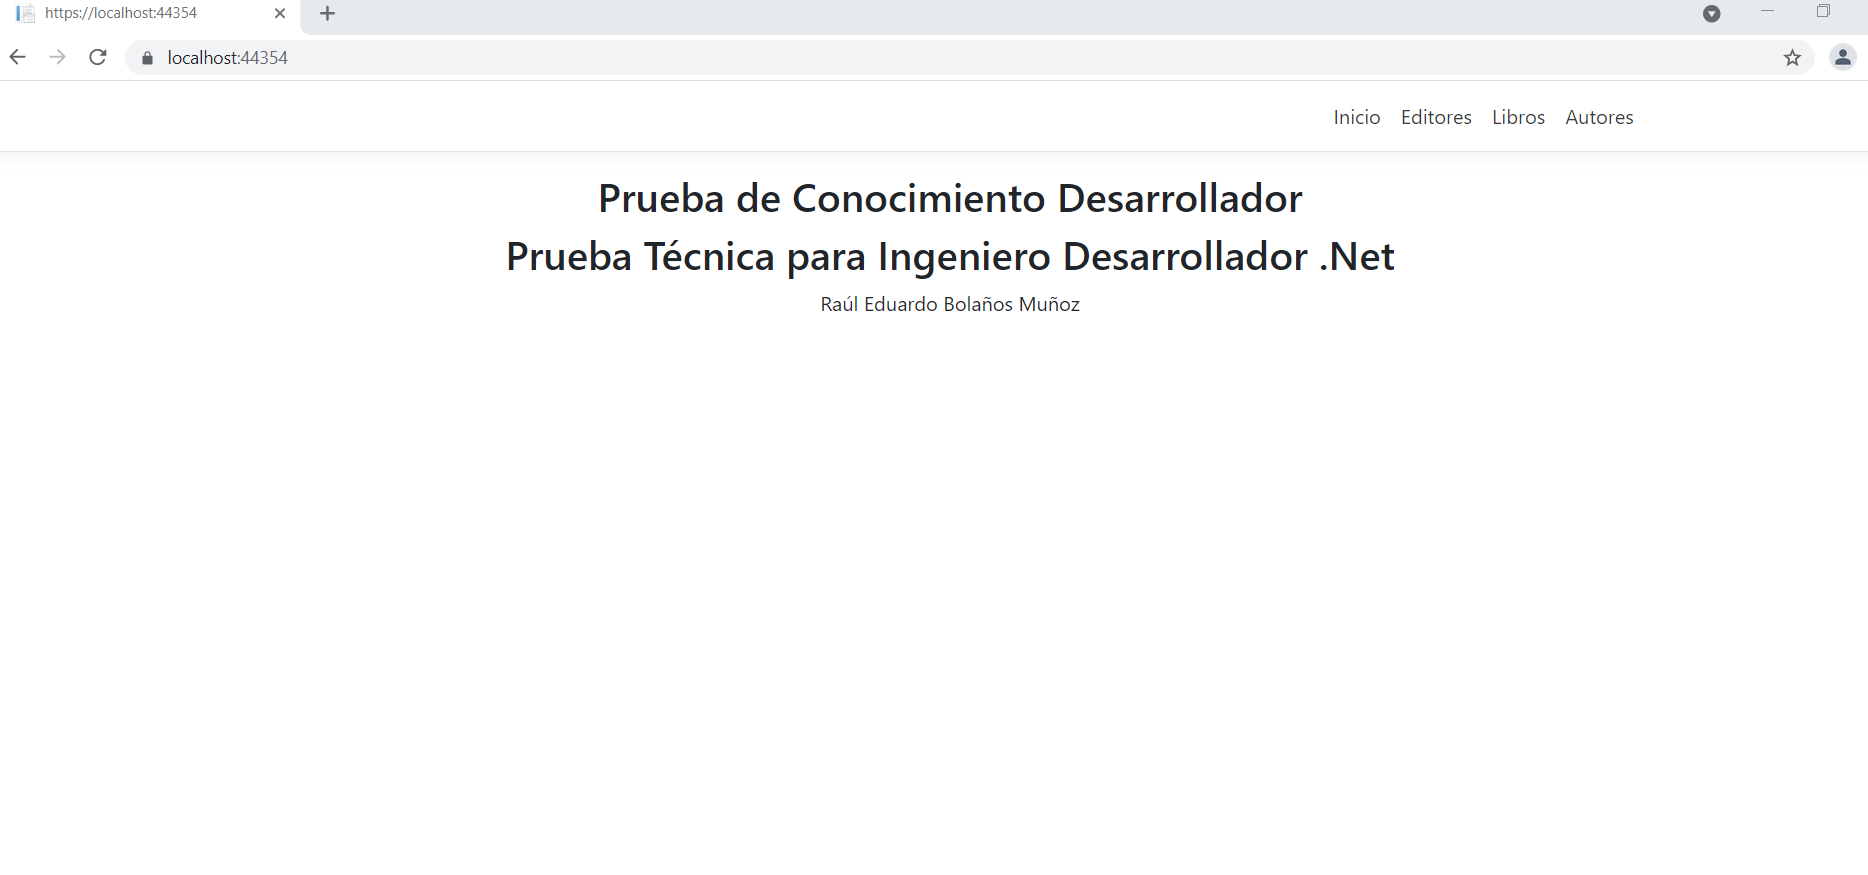 https://localhost:44354
localhost:44354
Inicio Editores Libros Autores
Prueba de Conocimiento Desarrollador
Prueba Técnica para Ingeniero Desarrollador .Net
Raúl Eduardo Bolaños Muñoz